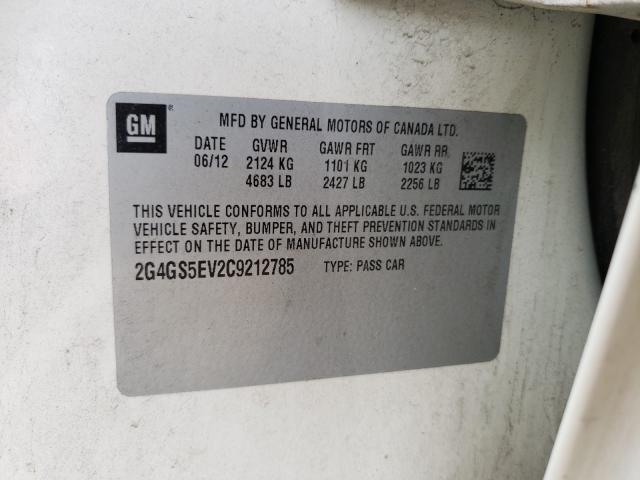 GM
®
MFD BY GENERAL MOTORS OF CANADA LTD.
DATE GVWR GAWR FRT GAWR RR
06/12 2124 KG 1101 KG 1023 KG
4683 LB 2427 LB 2256 LB
THIS VEHICLE CONFORMS TO ALL APPLICABLE U.S. FEDERAL MOTOR
VEHICLE SAFETY, BUMPER, AND THEFT PREVENTION STANDARDS IN
EFFECT ON THE DATE OF MANUFACTURE SHOWN ABOVE.
2G4GS5EV2C9212785 TYPE: PASS CAR